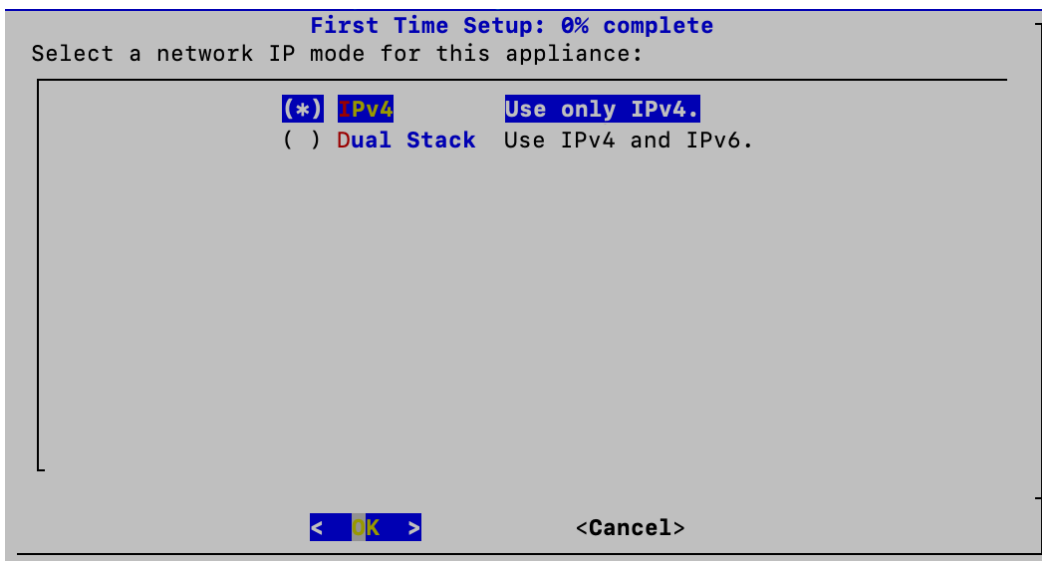 First Time Setup: 0% complete
Select a network IP mode for this appliance:
(*) IPv4 Use only IPv4.
( ) Dual Stack Use IPv4 and IPv6.
< OK > <Cancel>